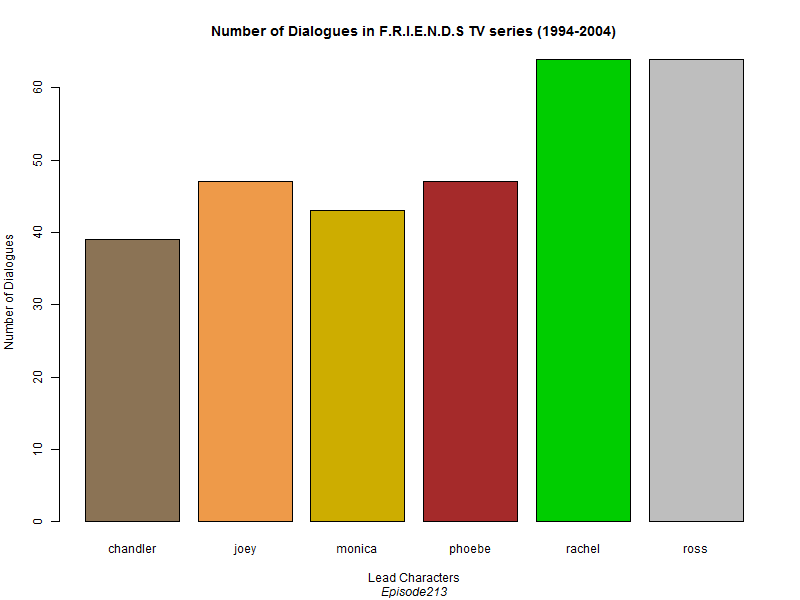 Number of Dialogues in F.R.I.E.N.D.S TV series (1994-2004)
Number of Dialogues
60
50
40
30
20
10
0
chandler joey monica phoebe rachel ross
Lead Characters
Episode213